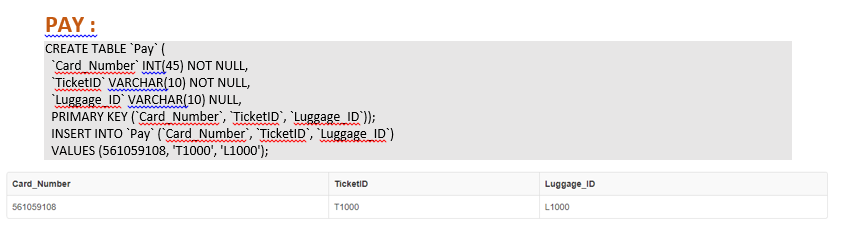 PAY :
CREATE TABLE `Pay` (
`Card_Number` INT(45) NOT NULL,
`TicketID` VARCHAR(10) NOT NULL,
`Luggage_ID` VARCHAR(10) NULL,
PRIMARY KEY (`Card_Number`, `TicketID`, `Luggage_ID`));
INSERT INTO `Pay` (`Card_Number`, `TicketID`, `Luggage_ID`)
VALUES (561059108, 'T1000', 'L1000');
Card_Number TicketID Luggage_ID
561059108 T1000 L1000